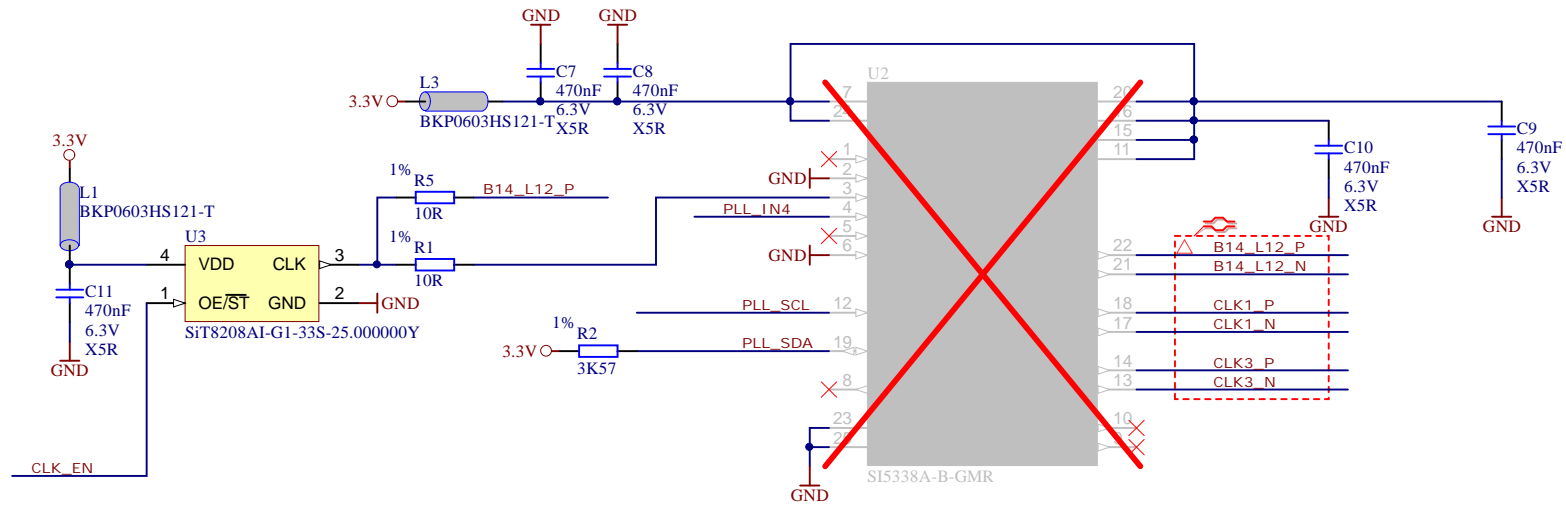 GND
GND
C7
470nF
6.3V
X5R
C8
470nF
6.3V
X5R
L3
3.3V
BKP0603HS121-T
U2
7
20
C9
470nF
6.3V
X5R
GND
15
11
C10
470nF
6.3V
X5R
GND
3.3V
L1
BKP0603HS121-T
1% R5
10R
B14_L12_P
1% R1
10R
1
GND 2
3
PLL_IN4 4
5
GND 6
U3
4 VDD CLK 3
1 OE/ST GND 2 GND
SiT8208AI-G1-33S-25.000000Y
C11
470nF
6.3V
X5R
GND
22 B14_L12_P
21 B14_L12_N
PLL_SCL 12
18 CLK1_P
17 CLK1_N
1% R2
3.3V
3K57
PLL_SDA 19
14 CLK3_P
13 CLK3_N
8
23
10
CLK_EN
SI5338A-B-GMR
GND